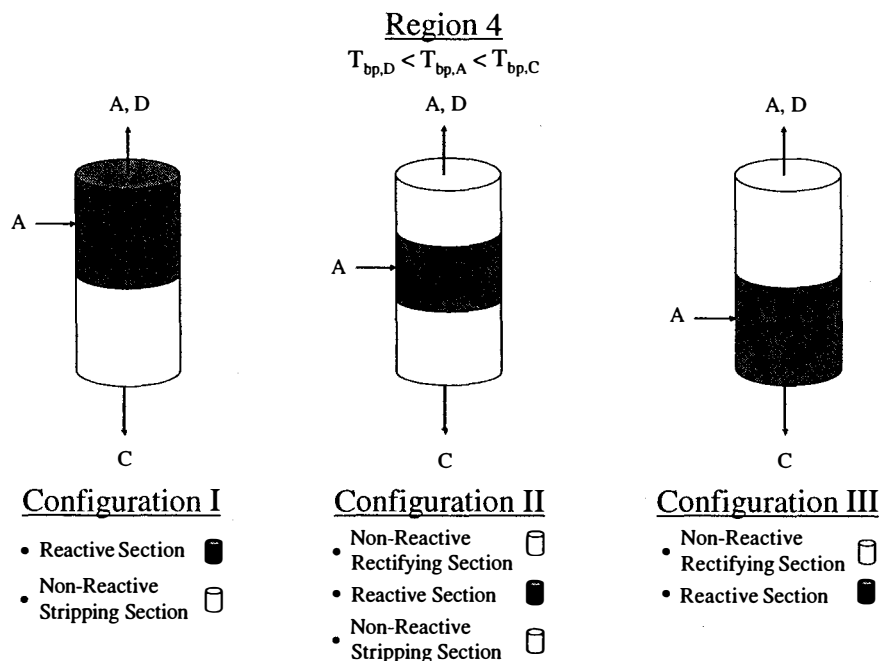 Region 4
T_bp,D < T_bp,A < T_bp,C
A, D
A
C
Configuration I
• Reactive Section
• Non-Reactive
Stripping Section
A, D
A
C
Configuration II
• Non-Reactive
Rectifying Section
• Reactive Section
• Non-Reactive
Stripping Section
A, D
A
C
Configuration III
• Non-Reactive
Rectifying Section
• Reactive Section